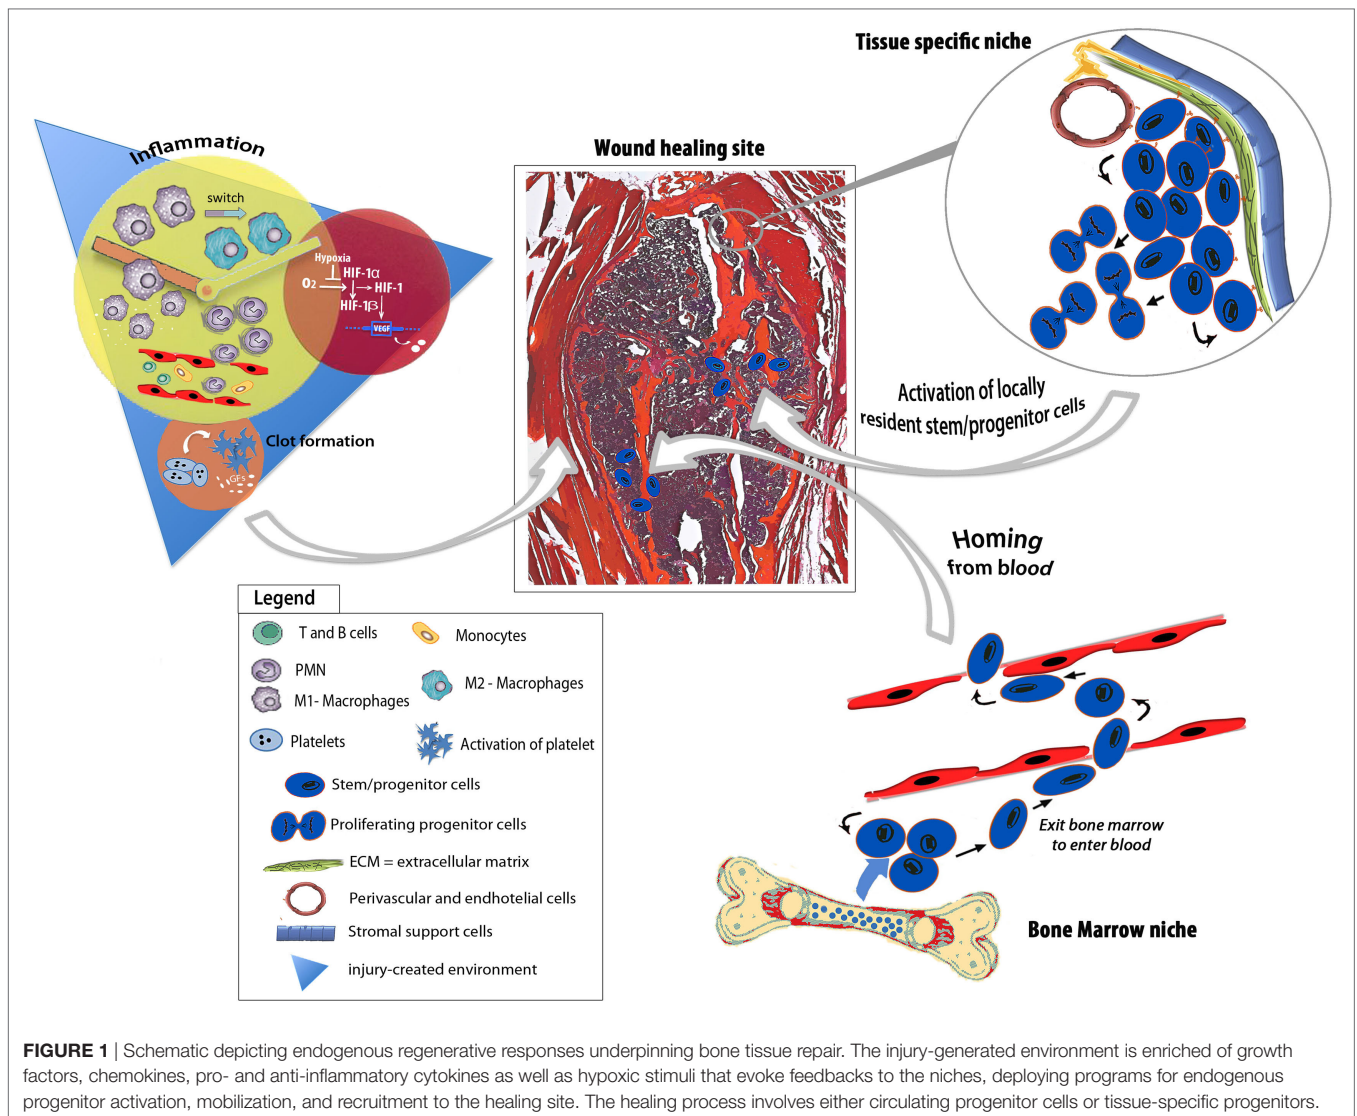 Tissue specific niche
Wound healing site
Inflammation
switch
Hypoxia
HIF-1α
O2
HIF-1
HIF-1β
VEGF
Clot formation
GFs
Activation of locally
resident stem/progenitor cells
Homing
from blood
Legend
T and B cells
Monocytes
PMN
M1- Macrophages
M2 - Macrophages
Platelets
Activation of platelet
Stem/progenitor cells
Proliferating progenitor cells
ECM = extracellular matrix
Perivascular and endhotelial cells
Stromal support cells
injury-created environment
Exit bone marrow
to enter blood
Bone Marrow niche
FIGURE 1 | Schematic depicting endogenous regenerative responses underpinning bone tissue repair. The injury-generated environment is enriched of growth
factors, chemokines, pro- and anti-inflammatory cytokines as well as hypoxic stimuli that evoke feedbacks to the niches, deploying programs for endogenous
progenitor activation, mobilization, and recruitment to the healing site. The healing process involves either circulating progenitor cells or tissue-specific progenitors.